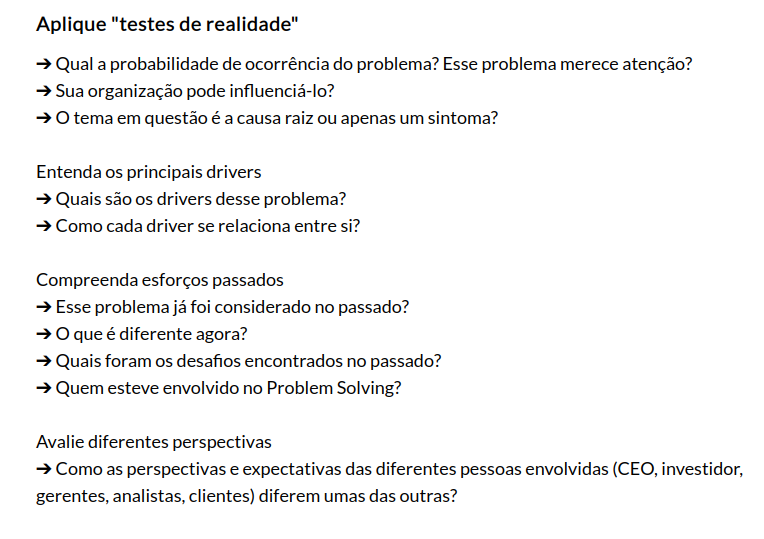 Aplique "testes de realidade"
➔ Qual a probabilidade de ocorrência do problema? Esse problema merece atenção?
➔ Sua organização pode influenciá-lo?
➔ O tema em questão é a causa raiz ou apenas um sintoma?
Entenda os principais drivers
➔ Quais são os drivers desse problema?
➔ Como cada driver se relaciona entre si?
Compreenda esforços passados
➔ Esse problema já foi considerado no passado?
➔ O que é diferente agora?
➔ Quais foram os desafios encontrados no passado?
➔ Quem esteve envolvido no Problem Solving?
Avalie diferentes perspectivas
➔ Como as perspectivas e expectativas das diferentes pessoas envolvidas (CEO, investidor,
gerentes, analistas, clientes) diferem umas das outras?